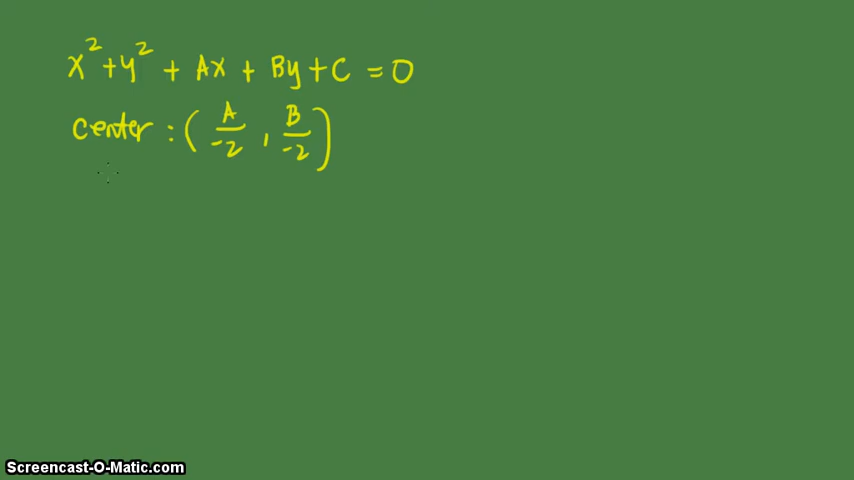 x² + y² + Ax + By + C = 0
center : (A/-2 , B/-2)
Screencast-O-Matic.com